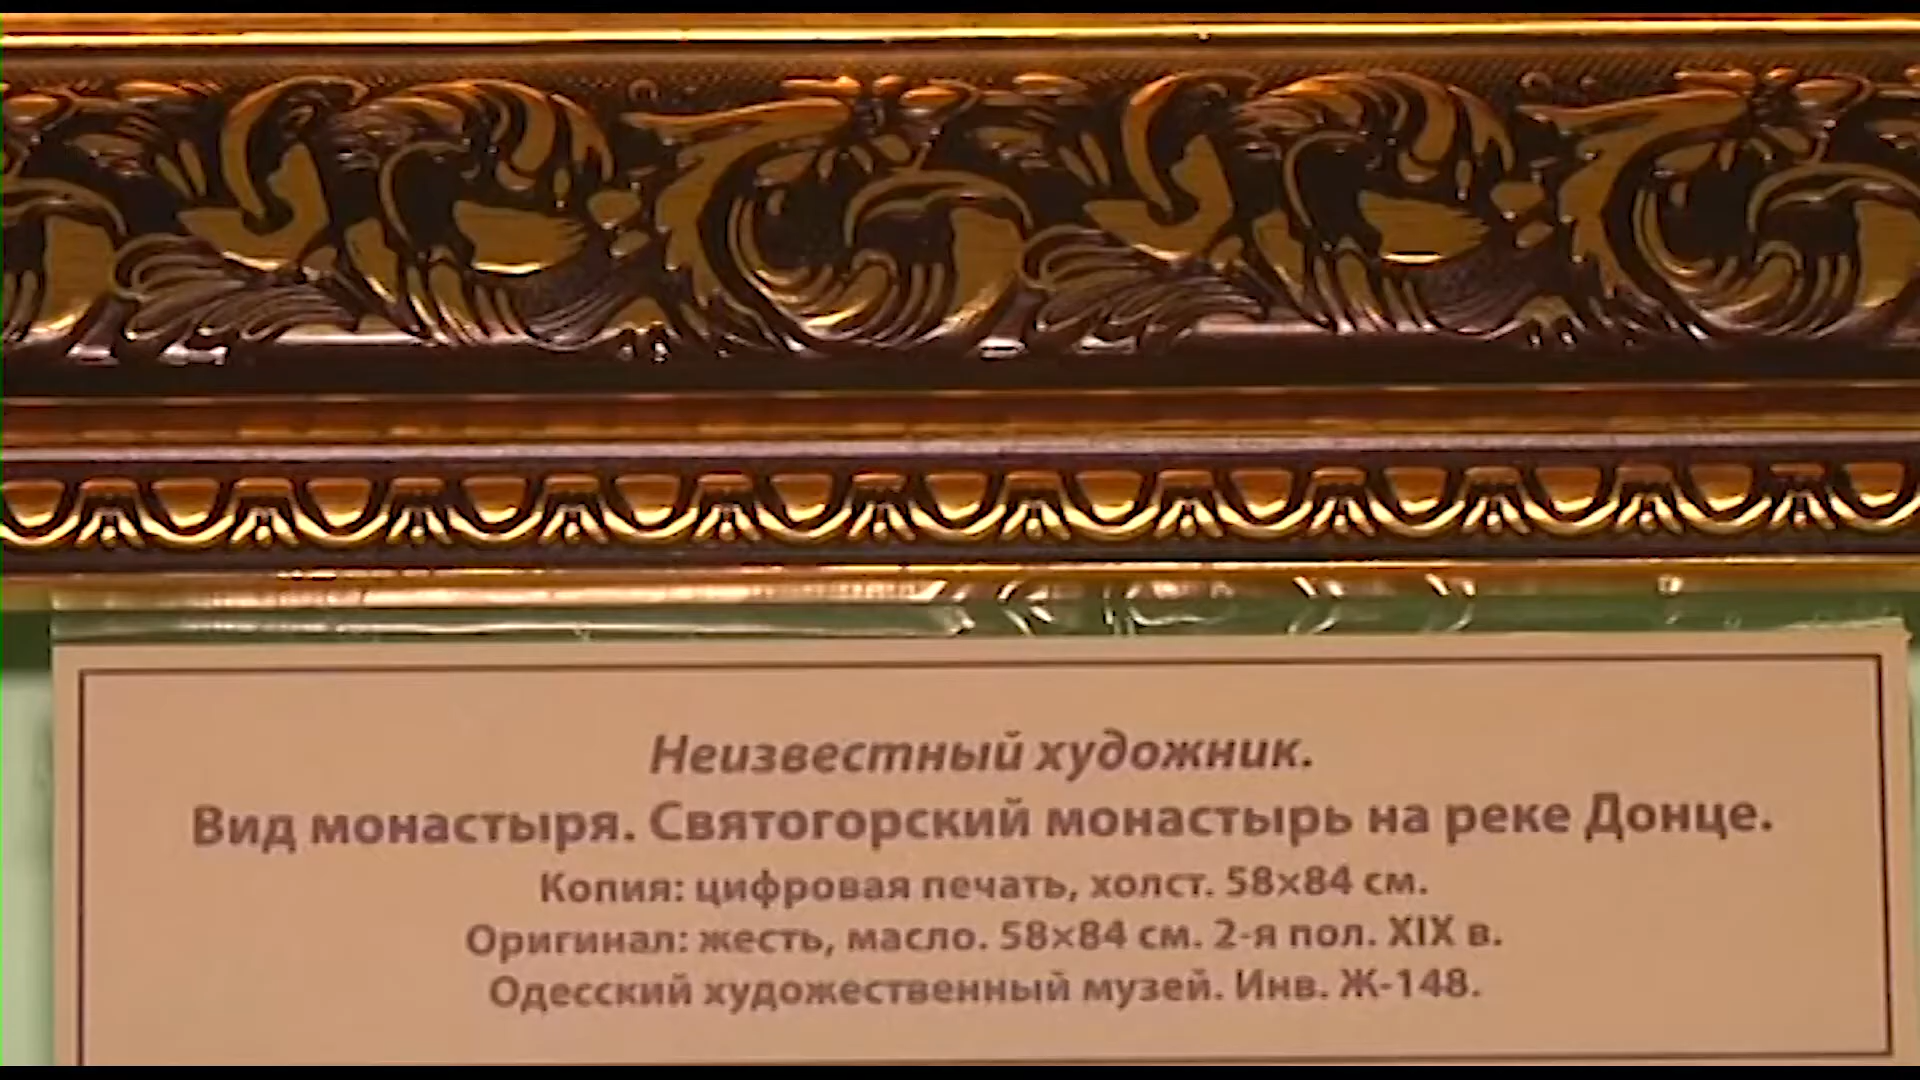 Неизвестный художник.
Вид монастыря. Святогорский монастырь на реке Донце.
Копия: цифровая печать, холст. 58×84 см.
Оригинал: жесть, масло. 58×84 см. 2-я пол. XIX в.
Одесский художественный музей. Инв. Ж-148.